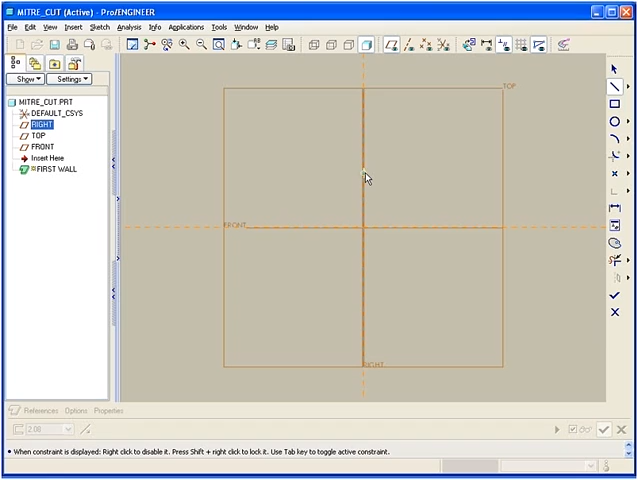 MITRE_CUT (Active) - Pro/ENGINEER
File Edit View Insert Sketch Analysis Info Applications Tools Window Help
Show Settings
MITRE_CUT.PRT
DEFAULT_CSYS
RIGHT
TOP
FRONT
Insert Here
FIRST WALL
TOP
FRONT
RIGHT
References Options Properties
2.08
• When constraint is displayed: Right click to disable it. Press Shift + right click to lock it. Use Tab key to toggle active constraint.